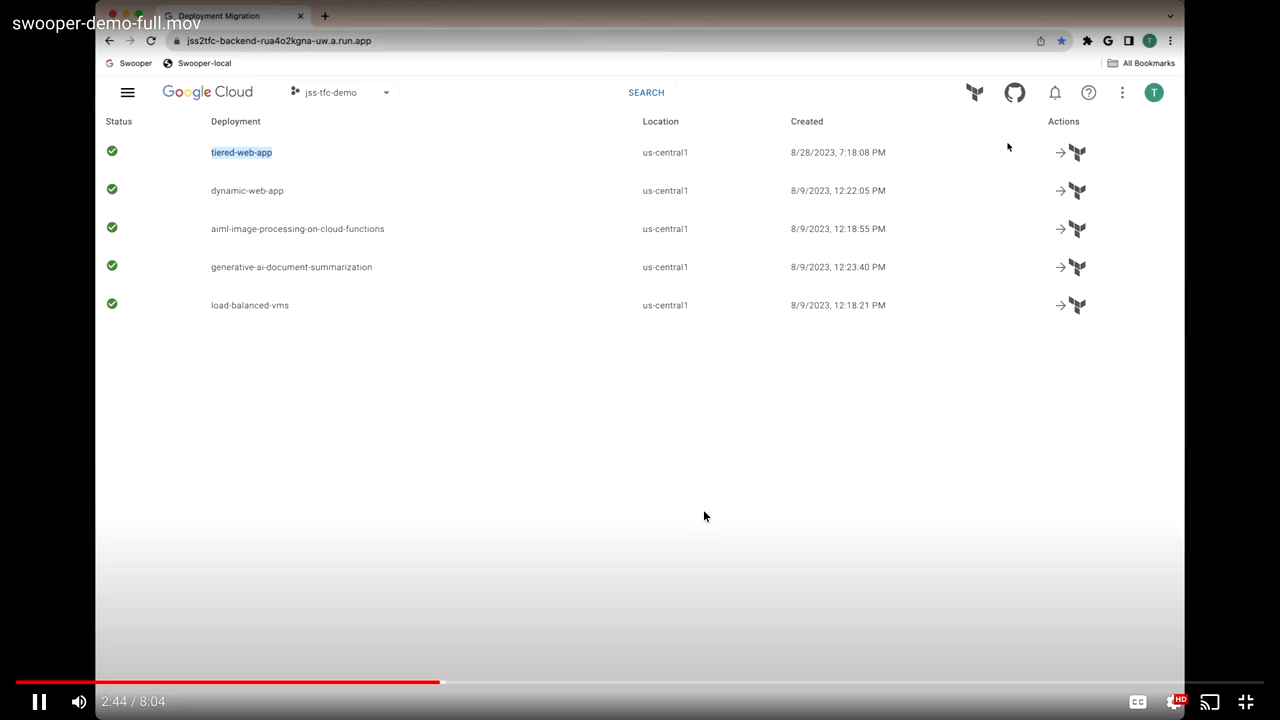 swooper-demo-full.mov
Deployment Migration
jss2tfc-backend-rua4o2kgna-uw.a.run.app
T
Swooper
Swooper-local
All Bookmarks
Google Cloud
jss-tfc-demo
SEARCH
T
Status Deployment Location Created Actions
tiered-web-app us-central1 8/28/2023, 7:18:08 PM
dynamic-web-app us-central1 8/9/2023, 12:22:05 PM
aiml-image-processing-on-cloud-functions us-central1 8/9/2023, 12:18:55 PM
generative-ai-document-summarization us-central1 8/9/2023, 12:23:40 PM
load-balanced-vms us-central1 8/9/2023, 12:18:21 PM
2:44 / 8:04
CC
HD